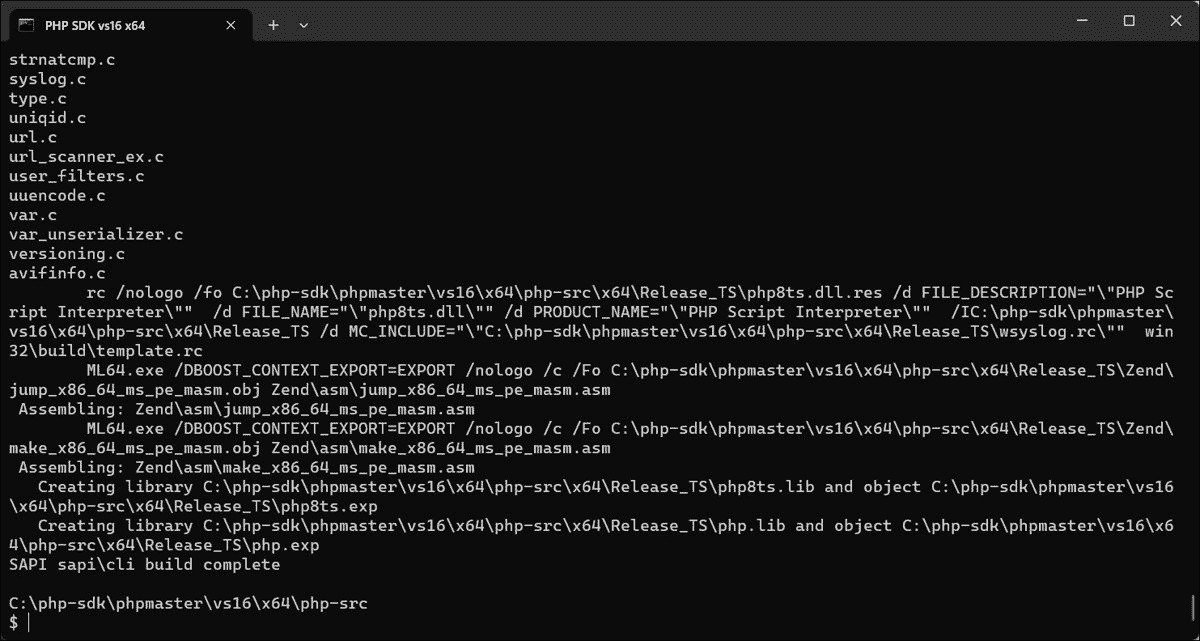 PHP SDK vs16 x64
strnatcmp.c
syslog.c
type.c
uniqid.c
url.c
url_scanner_ex.c
user_filters.c
uuencode.c
var.c
var_unserializer.c
versioning.c
avifinfo.c
        rc /nologo /fo C:\php-sdk\phpmaster\vs16\x64\php-src\x64\Release_TS\php8ts.dll.res /d FILE_DESCRIPTION="\"PHP Sc
ript Interpreter\""  /d FILE_NAME="\"php8ts.dll\"" /d PRODUCT_NAME="\"PHP Script Interpreter\""  /IC:\php-sdk\phpmaster\
vs16\x64\php-src\x64\Release_TS /d MC_INCLUDE="\"C:\php-sdk\phpmaster\vs16\x64\php-src\x64\Release_TS\wsyslog.rc\""  win
32\build\template.rc
        ML64.exe /DBOOST_CONTEXT_EXPORT=EXPORT /nologo /c /Fo C:\php-sdk\phpmaster\vs16\x64\php-src\x64\Release_TS\Zend\
jump_x86_64_ms_pe_masm.obj Zend\asm\jump_x86_64_ms_pe_masm.asm
 Assembling: Zend\asm\jump_x86_64_ms_pe_masm.asm
        ML64.exe /DBOOST_CONTEXT_EXPORT=EXPORT /nologo /c /Fo C:\php-sdk\phpmaster\vs16\x64\php-src\x64\Release_TS\Zend\
make_x86_64_ms_pe_masm.obj Zend\asm\make_x86_64_ms_pe_masm.asm
 Assembling: Zend\asm\make_x86_64_ms_pe_masm.asm
   Creating library C:\php-sdk\phpmaster\vs16\x64\php-src\x64\Release_TS\php8ts.lib and object C:\php-sdk\phpmaster\vs16
\x64\php-src\x64\Release_TS\php8ts.exp
   Creating library C:\php-sdk\phpmaster\vs16\x64\php-src\x64\Release_TS\php.lib and object C:\php-sdk\phpmaster\vs16\x6
4\php-src\x64\Release_TS\php.exp
SAPI sapi\cli build complete
C:\php-sdk\phpmaster\vs16\x64\php-src
$